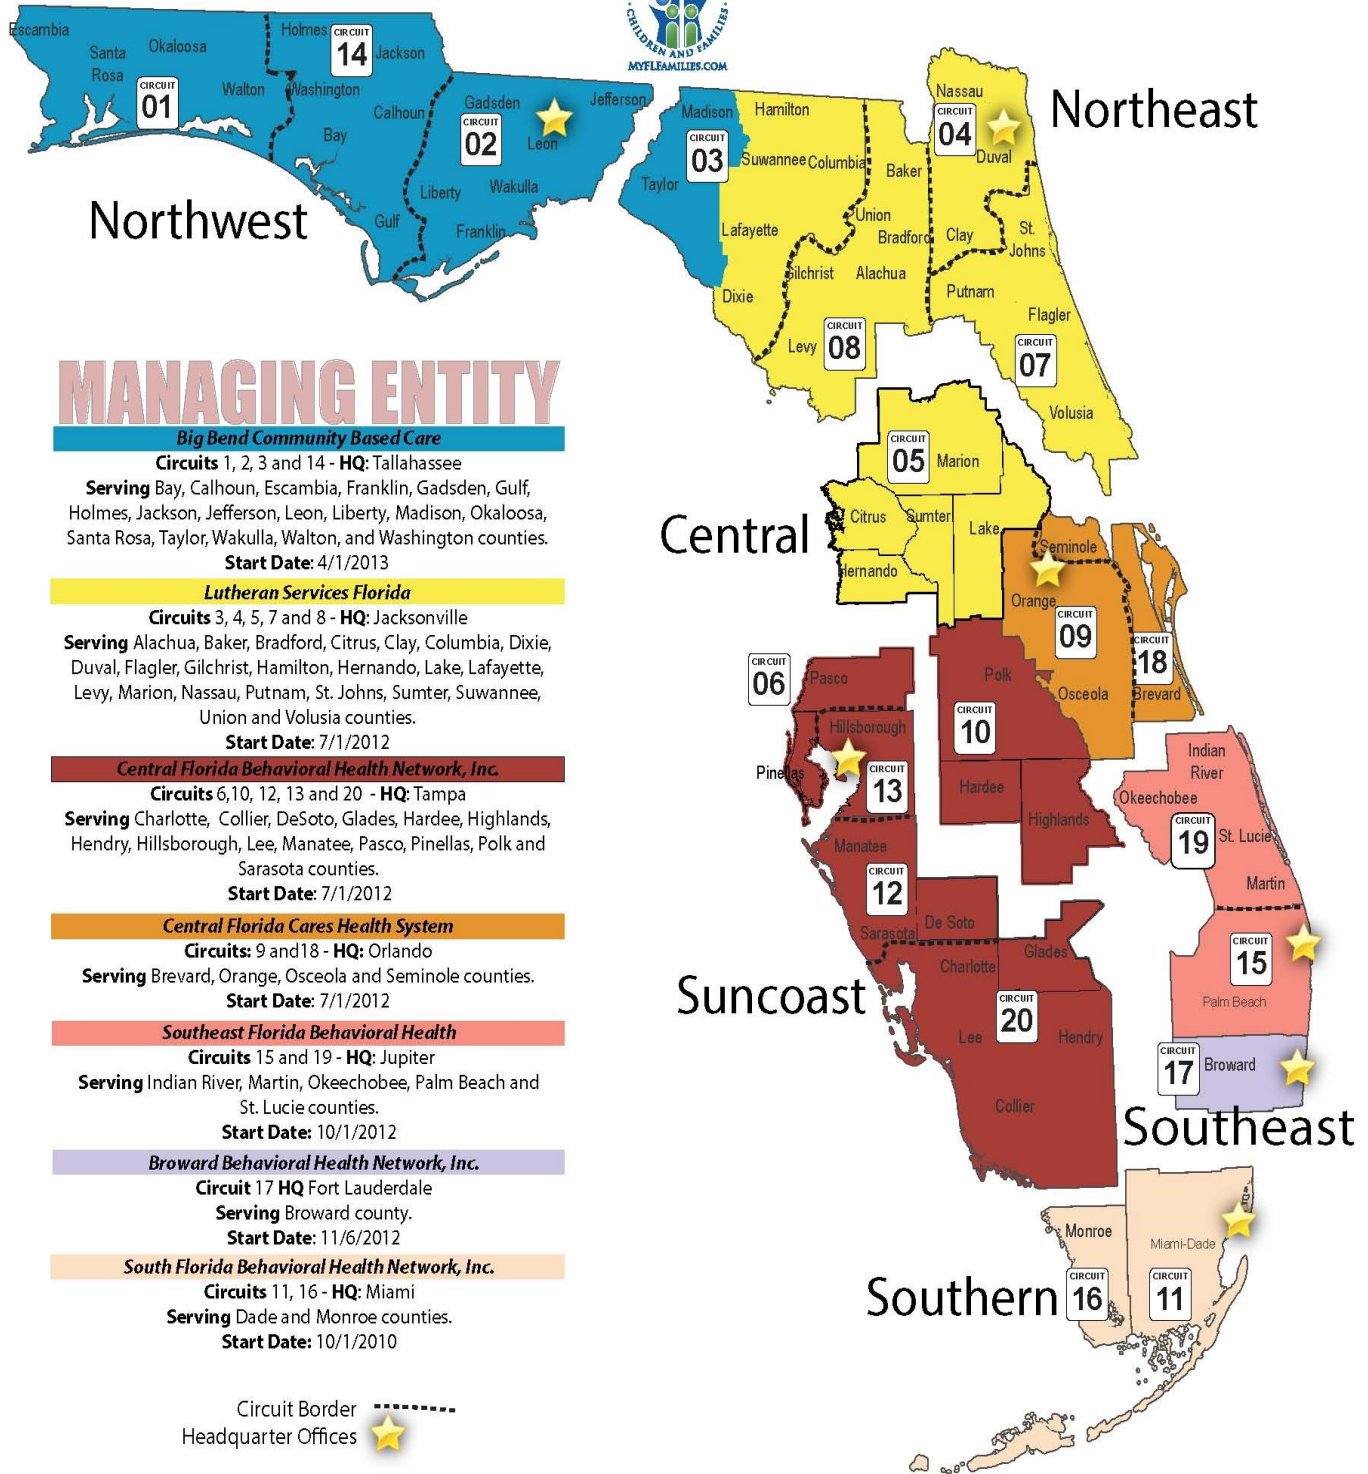 CHILDREN AND FAMILIES
MYFLFAMILIES.COM
Escambia
Santa
Rosa
Okaloosa
Walton
CIRCUIT
01
Holmes
CIRCUIT
14
Jackson
Washington
Calhoun
Bay
Gulf
Gadsden
Jefferson
CIRCUIT
02
Leon
Liberty
Wakulla
Franklin
Northwest
Madison
CIRCUIT
03
Taylor
Hamilton
Suwannee
Columbia
Lafayette
Dixie
Baker
Union
Bradford
Gilchrist
Alachua
Levy
CIRCUIT
08
Nassau
CIRCUIT
04
Duval
Clay
St.
Johns
Putnam
Flagler
CIRCUIT
07
Volusia
Northeast
MANAGING ENTITY
Big Bend Community Based Care
Circuits 1, 2, 3 and 14 - HQ: Tallahassee
Serving Bay, Calhoun, Escambia, Franklin, Gadsden, Gulf,
Holmes, Jackson, Jefferson, Leon, Liberty, Madison, Okaloosa,
Santa Rosa, Taylor, Wakulla, Walton, and Washington counties.
Start Date: 4/1/2013
Lutheran Services Florida
Circuits 3, 4, 5, 7 and 8 - HQ: Jacksonville
Serving Alachua, Baker, Bradford, Citrus, Clay, Columbia, Dixie,
Duval, Flagler, Gilchrist, Hamilton, Hernando, Lake, Lafayette,
Levy, Marion, Nassau, Putnam, St. Johns, Sumter, Suwannee,
Union and Volusia counties.
Start Date: 7/1/2012
Central Florida Behavioral Health Network, Inc.
Circuits 6,10, 12, 13 and 20 - HQ: Tampa
Serving Charlotte, Collier, DeSoto, Glades, Hardee, Highlands,
Hendry, Hillsborough, Lee, Manatee, Pasco, Pinellas, Polk and
Sarasota counties.
Start Date: 7/1/2012
Central Florida Cares Health System
Circuits: 9 and18 - HQ: Orlando
Serving Brevard, Orange, Osceola and Seminole counties.
Start Date: 7/1/2012
Southeast Florida Behavioral Health
Circuits 15 and 19 - HQ: Jupiter
Serving Indian River, Martin, Okeechobee, Palm Beach and
St. Lucie counties.
Start Date: 10/1/2012
Broward Behavioral Health Network, Inc.
Circuit 17 HQ Fort Lauderdale
Serving Broward county.
Start Date: 11/6/2012
South Florida Behavioral Health Network, Inc.
Circuits 11, 16 - HQ: Miami
Serving Dade and Monroe counties.
Start Date: 10/1/2010
Circuit Border
Headquarter Offices
Central
CIRCUIT
05
Marion
Citrus
Sumter
Lake
Hernando
Seminole
Orange
CIRCUIT
09
Osceola
CIRCUIT
18
Brevard
CIRCUIT
06
Pasco
Pinellas
Hillsborough
CIRCUIT
13
Polk
CIRCUIT
10
Hardee
Highlands
Manatee
CIRCUIT
12
Sarasota
De Soto
Charlotte
Glades
CIRCUIT
20
Lee
Hendry
Collier
Suncoast
Indian
River
Okeechobee
CIRCUIT
19
St. Lucie
Martin
CIRCUIT
15
Palm Beach
CIRCUIT
17
Broward
Southeast
Monroe
Miami-Dade
CIRCUIT
16
CIRCUIT
11
Southern